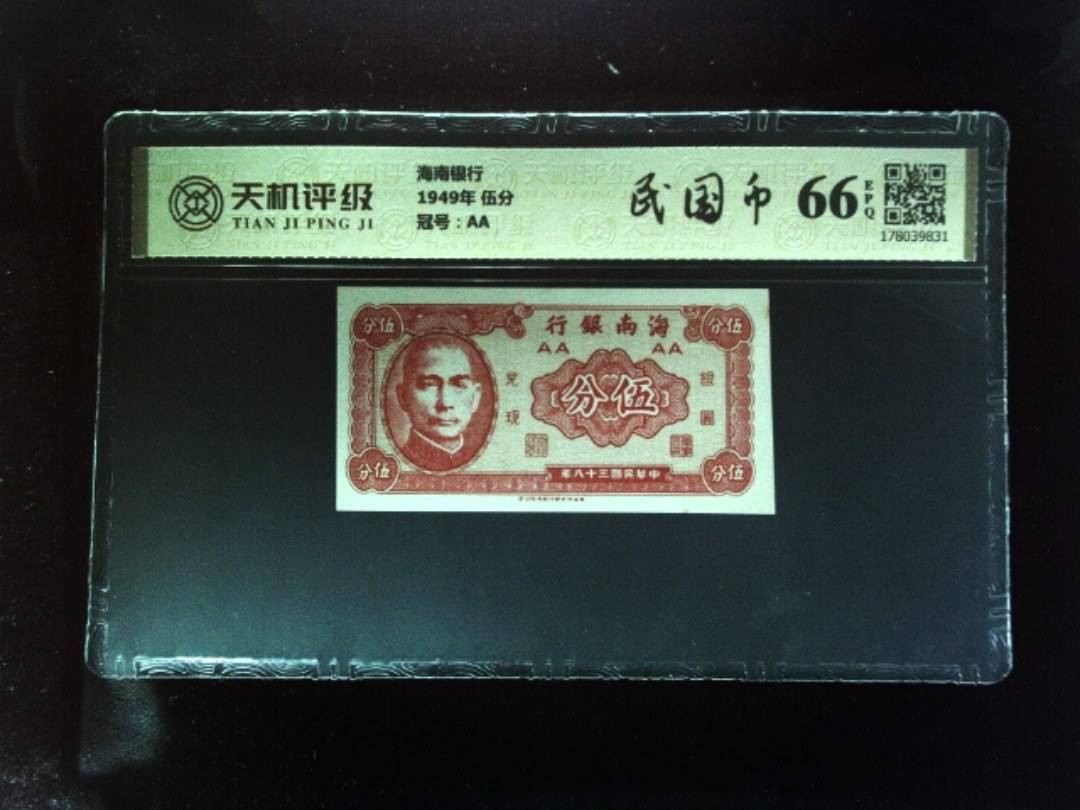 天机评级
TIAN JI PING JI
海南银行
1949年 伍分
冠号：AA
民国币
66
EPQ
178039831
行銀南海
AA AA
分伍
分伍
兌現
分伍
銀圓
分伍
分伍
年八十三國民華中